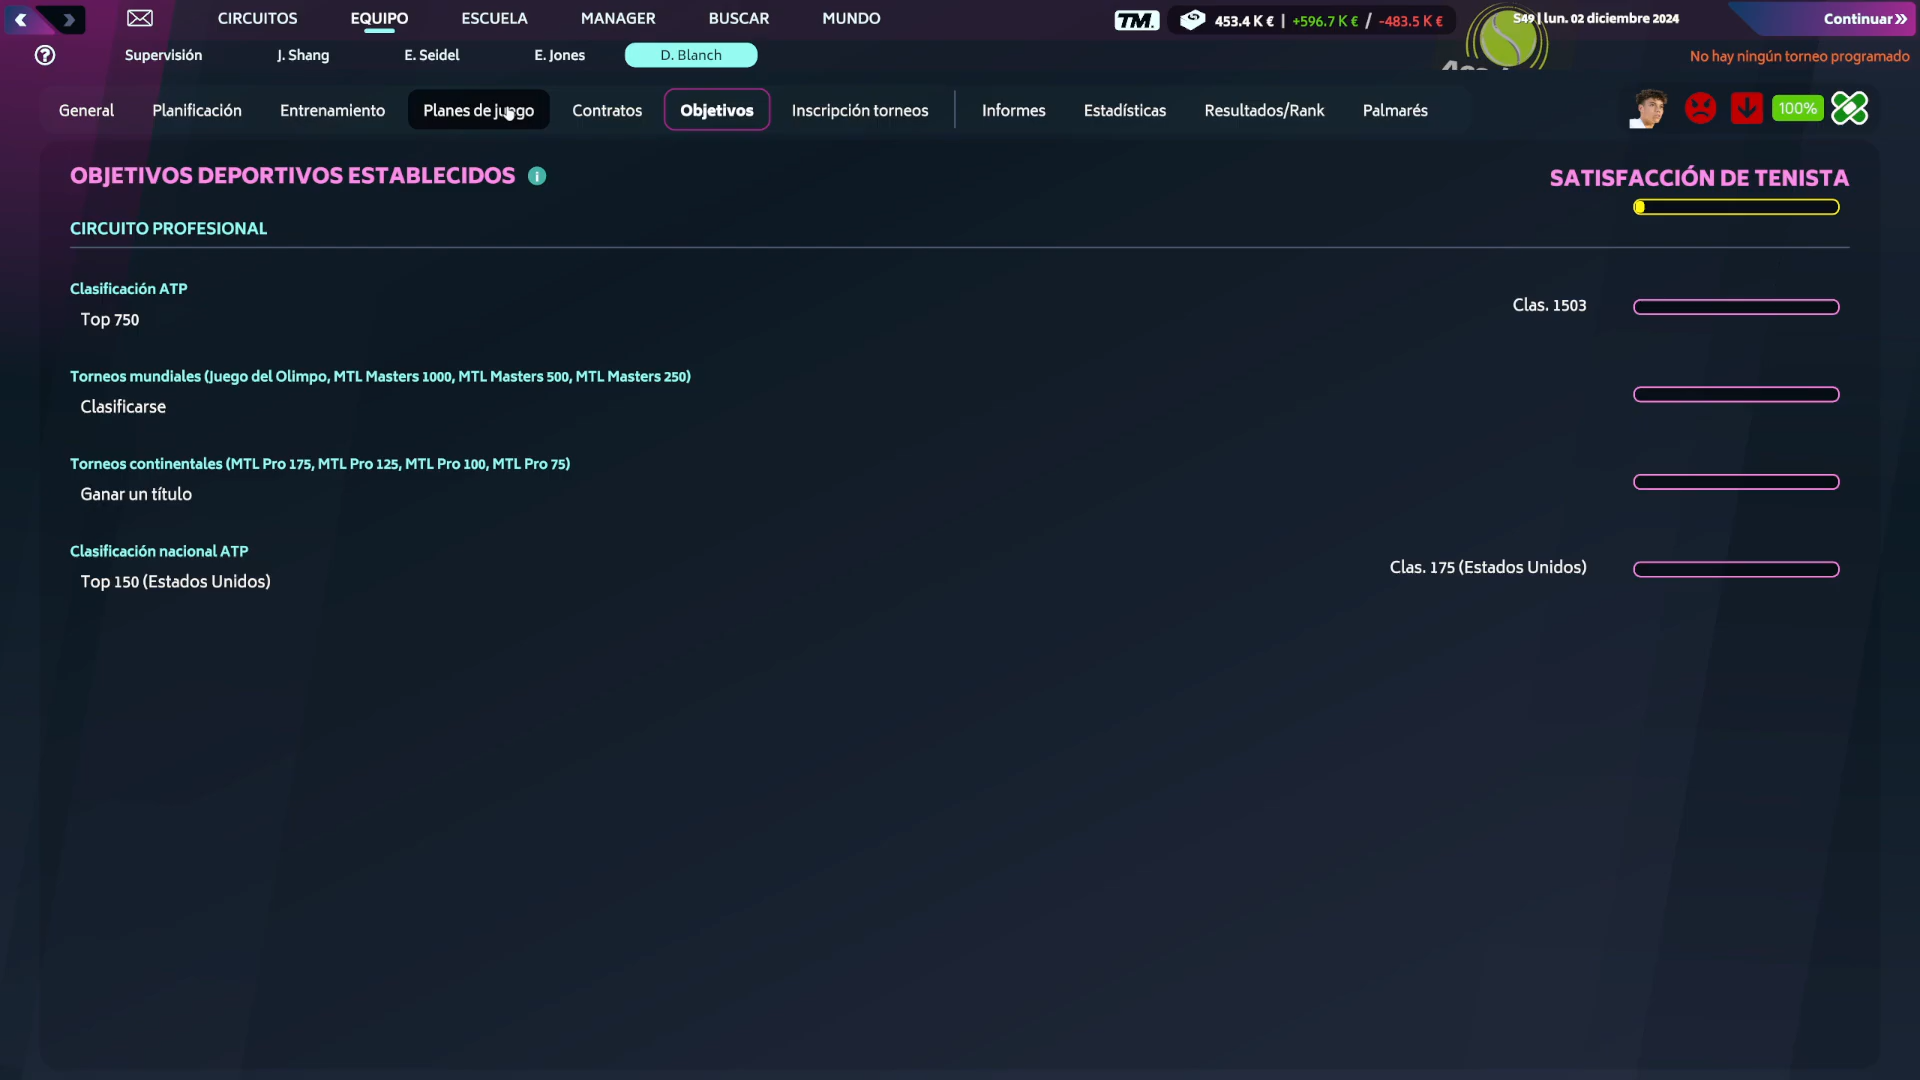 CIRCUITOS EQUIPO ESCUELA MANAGER BUSCAR MUNDO
TM. 453.4 K € | +596.7 K € / -483.5 K €
S49 | lun. 02 diciembre 2024
Continuar
Supervisión J. Shang E. Seidel E. Jones D. Blanch
No hay ningún torneo programado
General Planificación Entrenamiento Planes de juego Contratos Objetivos Inscripción torneos Informes Estadísticas Resultados/Rank Palmarés
100%
OBJETIVOS DEPORTIVOS ESTABLECIDOS i
SATISFACCIÓN DE TENISTA
CIRCUITO PROFESIONAL
Clasificación ATP
Top 750
Clas. 1503
Torneos mundiales (Juego del Olimpo, MTL Masters 1000, MTL Masters 500, MTL Masters 250)
Clasificarse
Torneos continentales (MTL Pro 175, MTL Pro 125, MTL Pro 100, MTL Pro 75)
Ganar un título
Clasificación nacional ATP
Top 150 (Estados Unidos)
Clas. 175 (Estados Unidos)